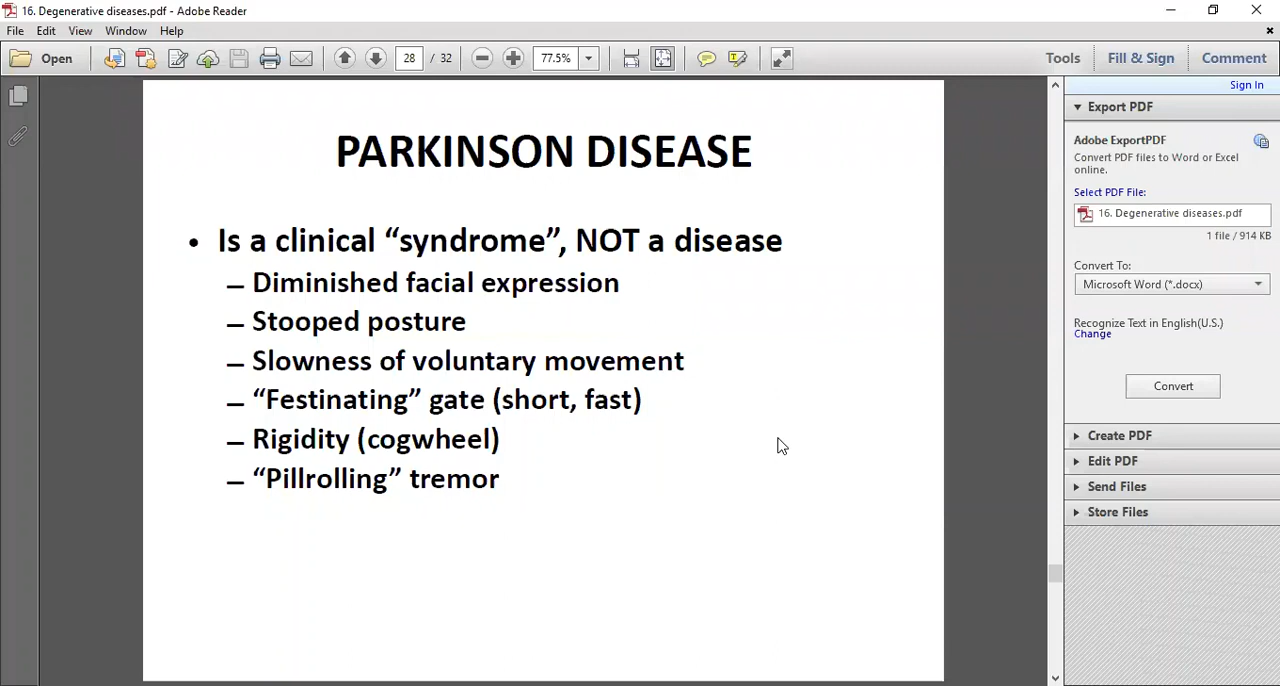 16. Degenerative diseases.pdf - Adobe Reader
File Edit View Window Help
Open 28 / 32 77.5% Tools Fill & Sign Comment
Sign In
PARKINSON DISEASE
• Is a clinical “syndrome”, NOT a disease
– Diminished facial expression
– Stooped posture
– Slowness of voluntary movement
– “Festinating” gate (short, fast)
– Rigidity (cogwheel)
– “Pillrolling” tremor
Export PDF
Adobe ExportPDF
Convert PDF files to Word or Excel
online.
Select PDF File:
16. Degenerative diseases.pdf
1 file / 914 KB
Convert To:
Microsoft Word (*.docx)
Recognize Text in English(U.S.)
Change
Convert
Create PDF
Edit PDF
Send Files
Store Files